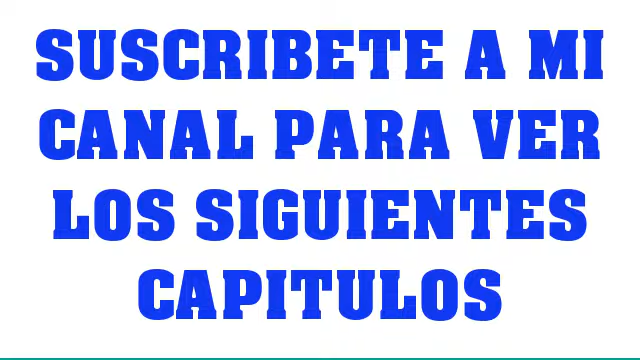 SUSCRIBETE A MI
CANAL PARA VER
LOS SIGUIENTES
CAPITULOS